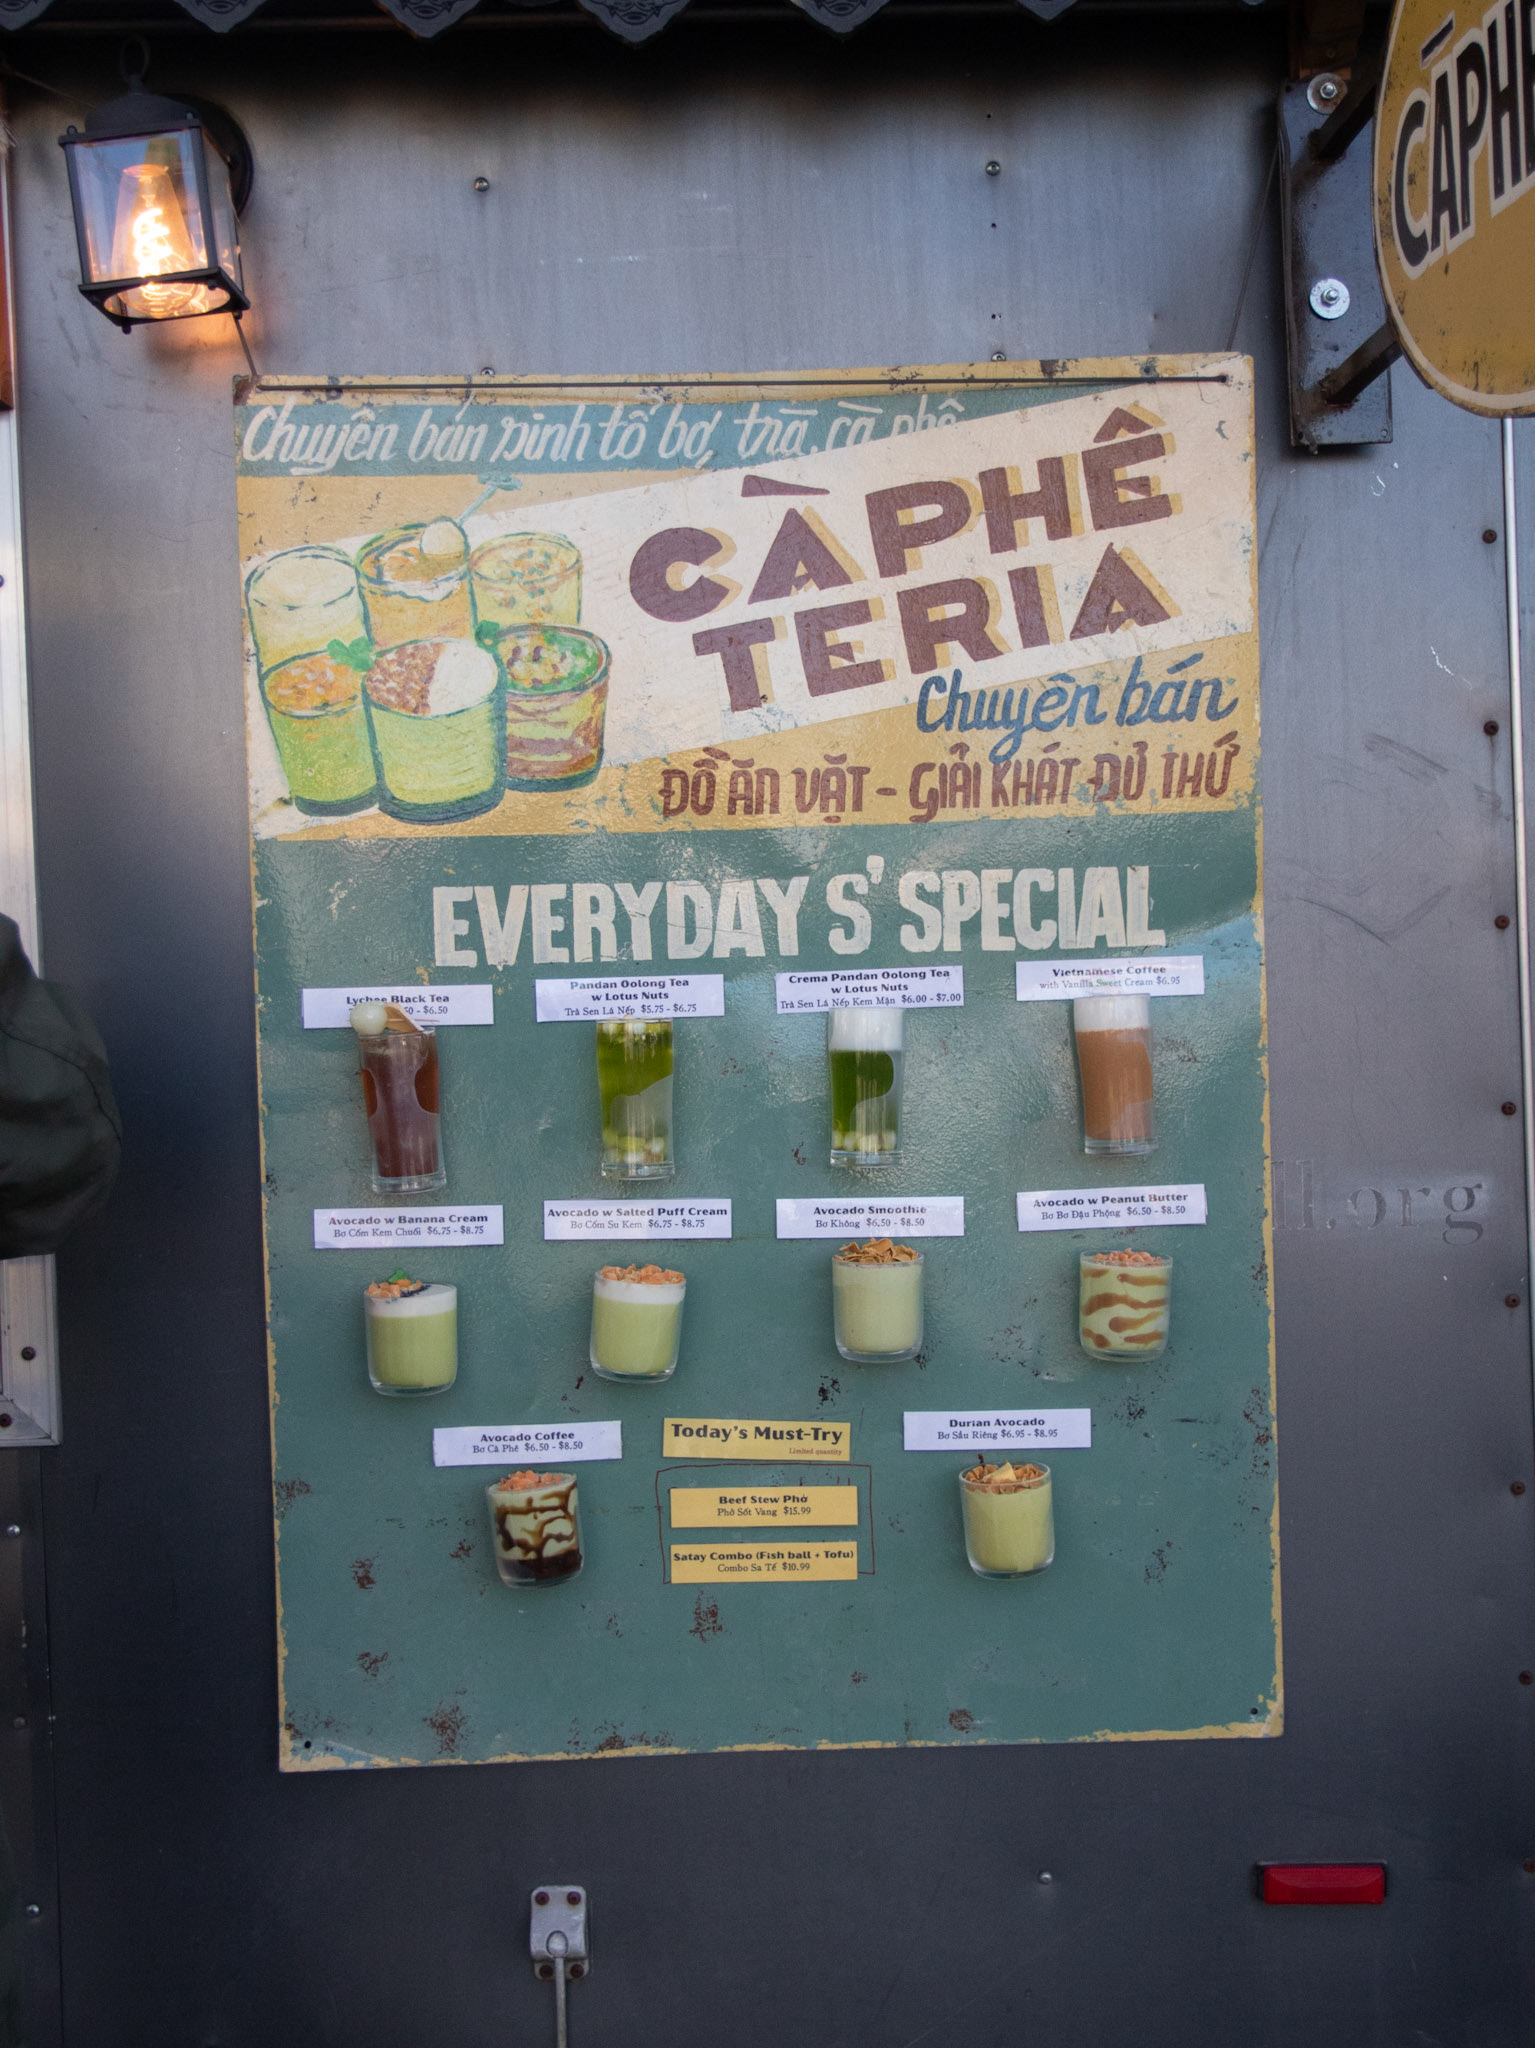 Chuyên bán sinh tố bơ, trà, cà phê
CÀPHÊ
TERIA
Chuyên bán
ĐỒ ĂN VẶT - GIẢI KHÁT ĐỦ THỨ
CÀPHÊ
EVERYDAY S' SPECIAL
Lychee Black Tea
- $6.50
Pandan Oolong Tea
w Lotus Nuts
Trà Sen Lá Nếp $5.75 - $6.75
Crema Pandan Oolong Tea
w Lotus Nuts
Trà Sen Lá Nếp Kem Mặn $6.00 - $7.00
Vietnamese Coffee
with Vanilla Sweet Cream $6.95
Avocado w Banana Cream
Bơ Cốm Kem Chuối $6.75 - $8.75
Avocado w Salted Puff Cream
Bơ Cốm Su Kem $6.75 - $8.75
Avocado Smoothie
Bơ Không $6.50 - $8.50
Avocado w Peanut Butter
Bơ Bơ Đậu Phộng $6.50 - $8.50
ll.org
Avocado Coffee
Bơ Cà Phê $6.50 - $8.50
Today's Must-Try
Limited quantity
Beef Stew Phở
Phở Sốt Vang $15.99
Satay Combo (Fish ball + Tofu)
Combo Sa Tế $10.99
Durian Avocado
Bơ Sầu Riêng $6.95 - $8.95